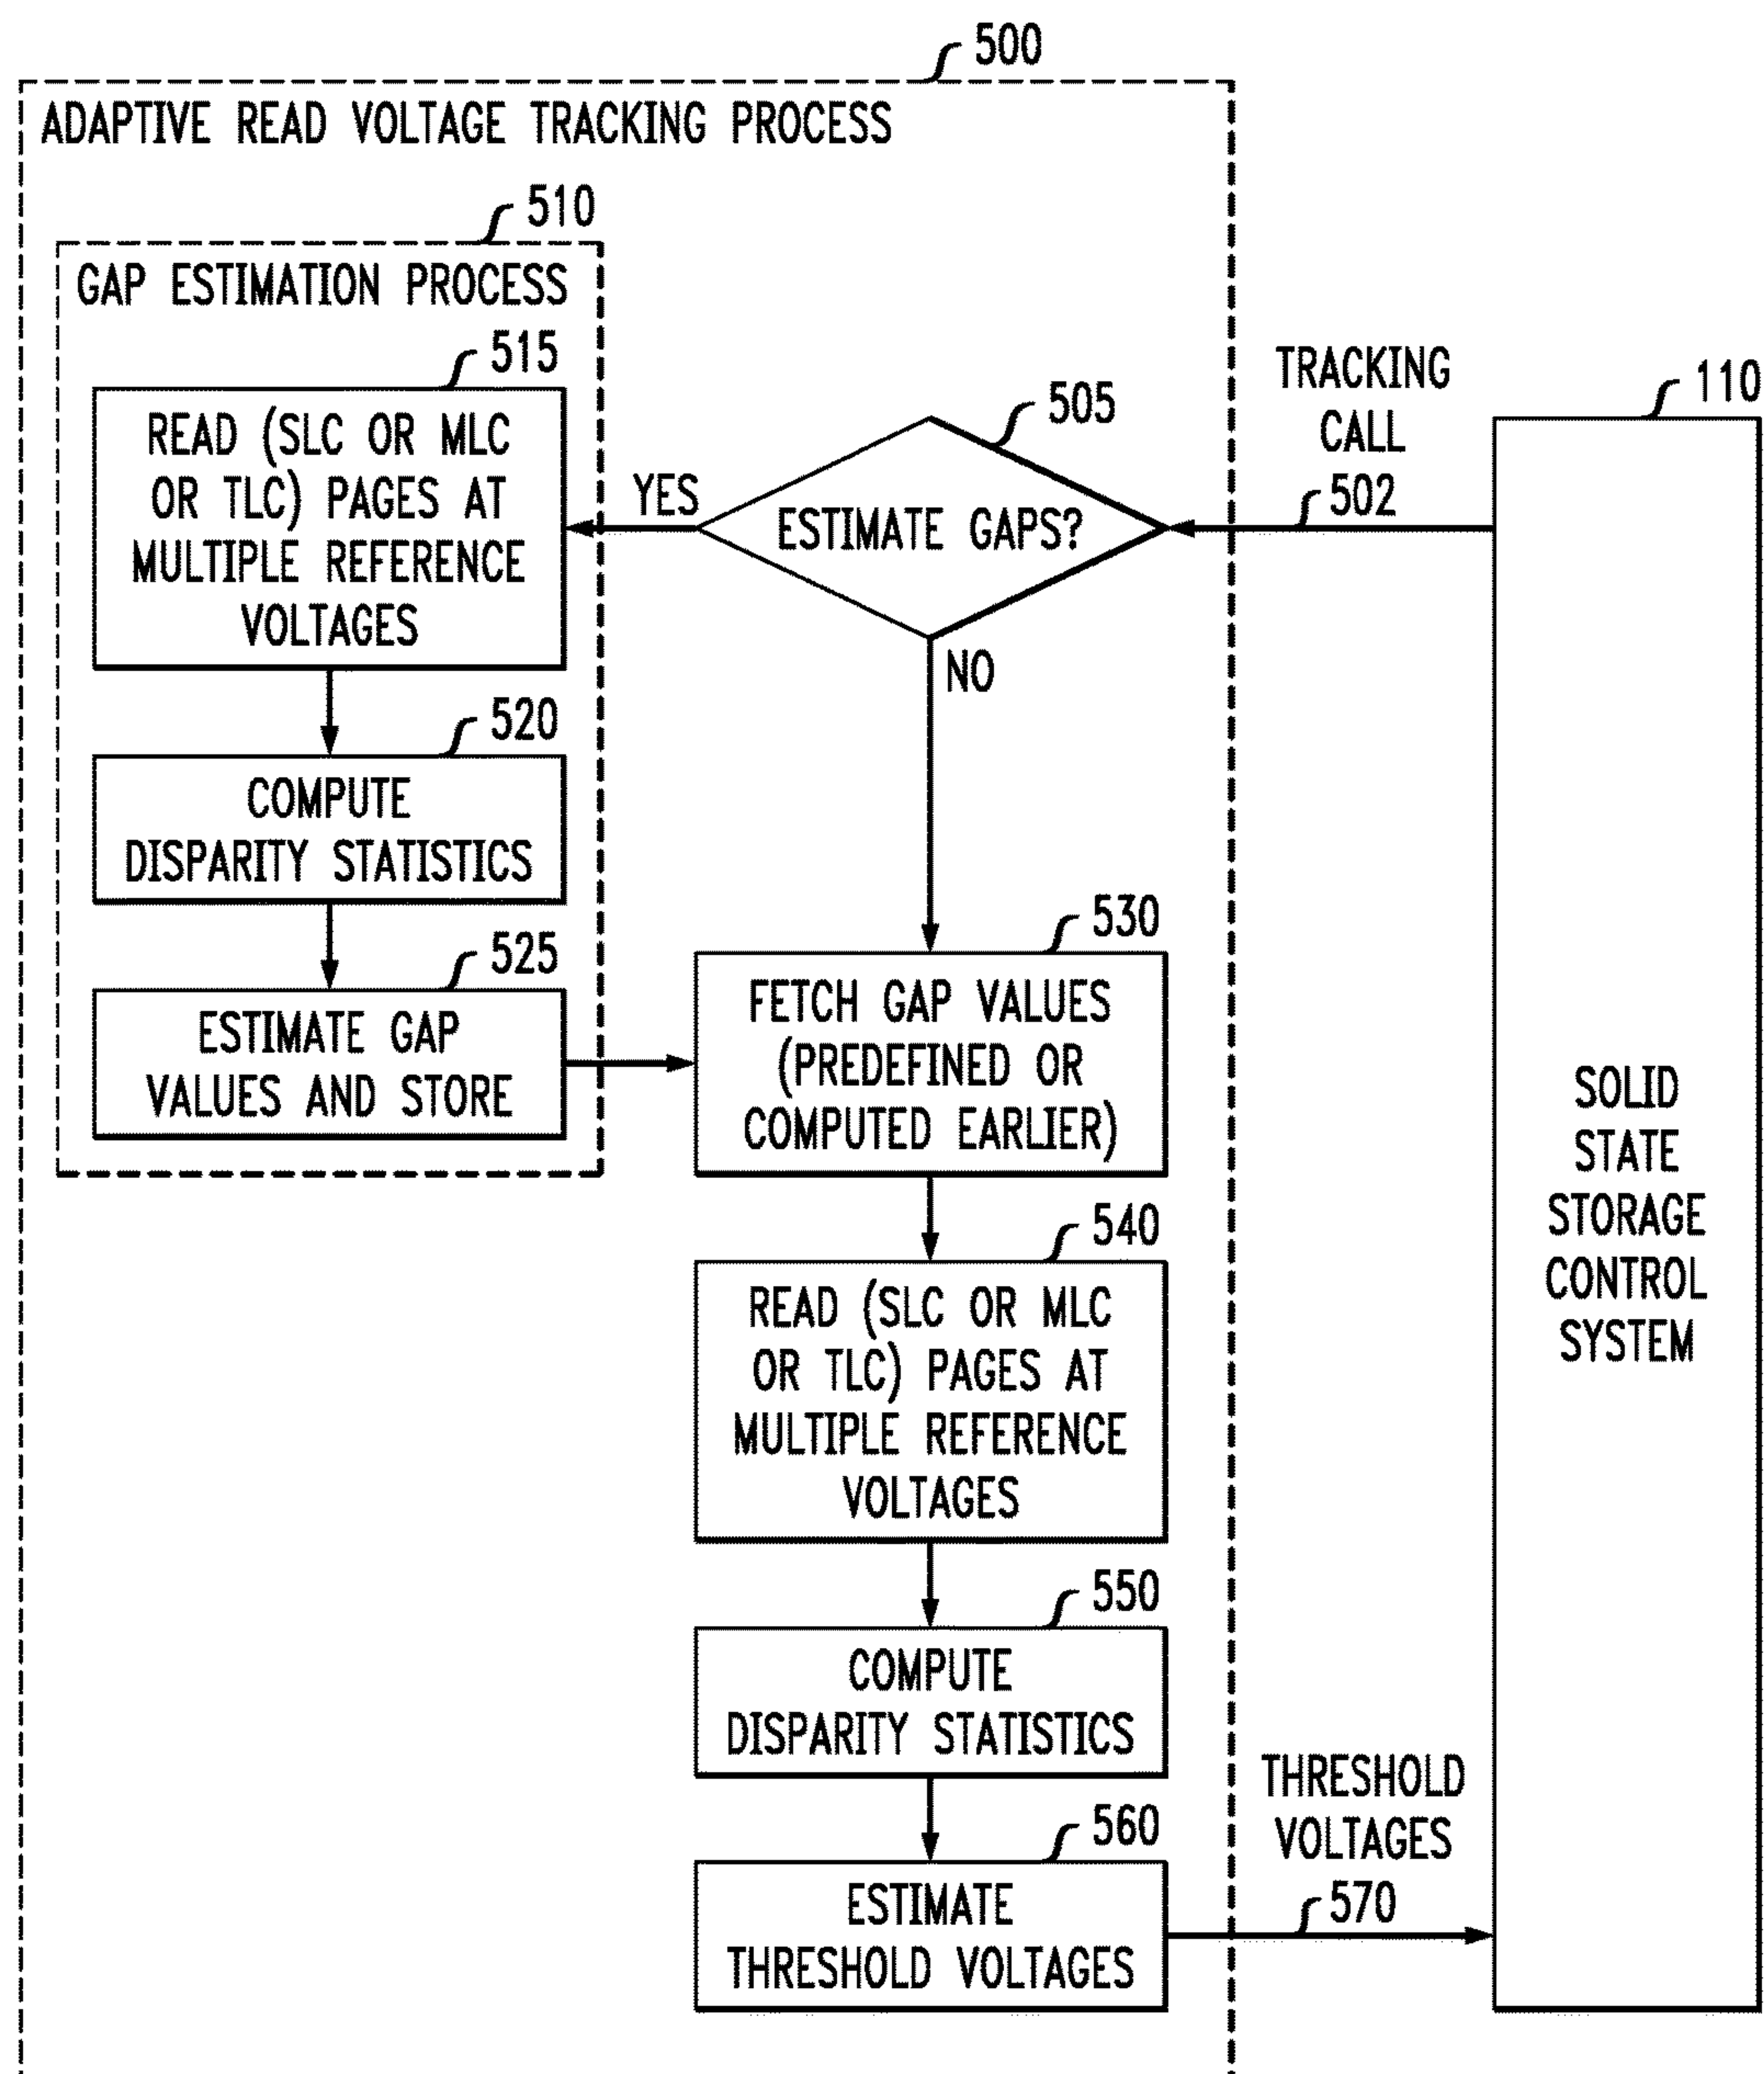 500
ADAPTIVE READ VOLTAGE TRACKING PROCESS
510
GAP ESTIMATION PROCESS
515
READ (SLC OR MLC
OR TLC) PAGES AT
MULTIPLE REFERENCE
VOLTAGES
520
COMPUTE
DISPARITY STATISTICS
525
ESTIMATE GAP
VALUES AND STORE
YES
505
ESTIMATE GAPS?
NO
TRACKING
CALL
502
110
SOLID
STATE
STORAGE
CONTROL
SYSTEM
530
FETCH GAP VALUES
(PREDEFINED OR
COMPUTED EARLIER)
540
READ (SLC OR MLC
OR TLC) PAGES AT
MULTIPLE REFERENCE
VOLTAGES
550
COMPUTE
DISPARITY STATISTICS
560
ESTIMATE
THRESHOLD VOLTAGES
THRESHOLD
VOLTAGES
570